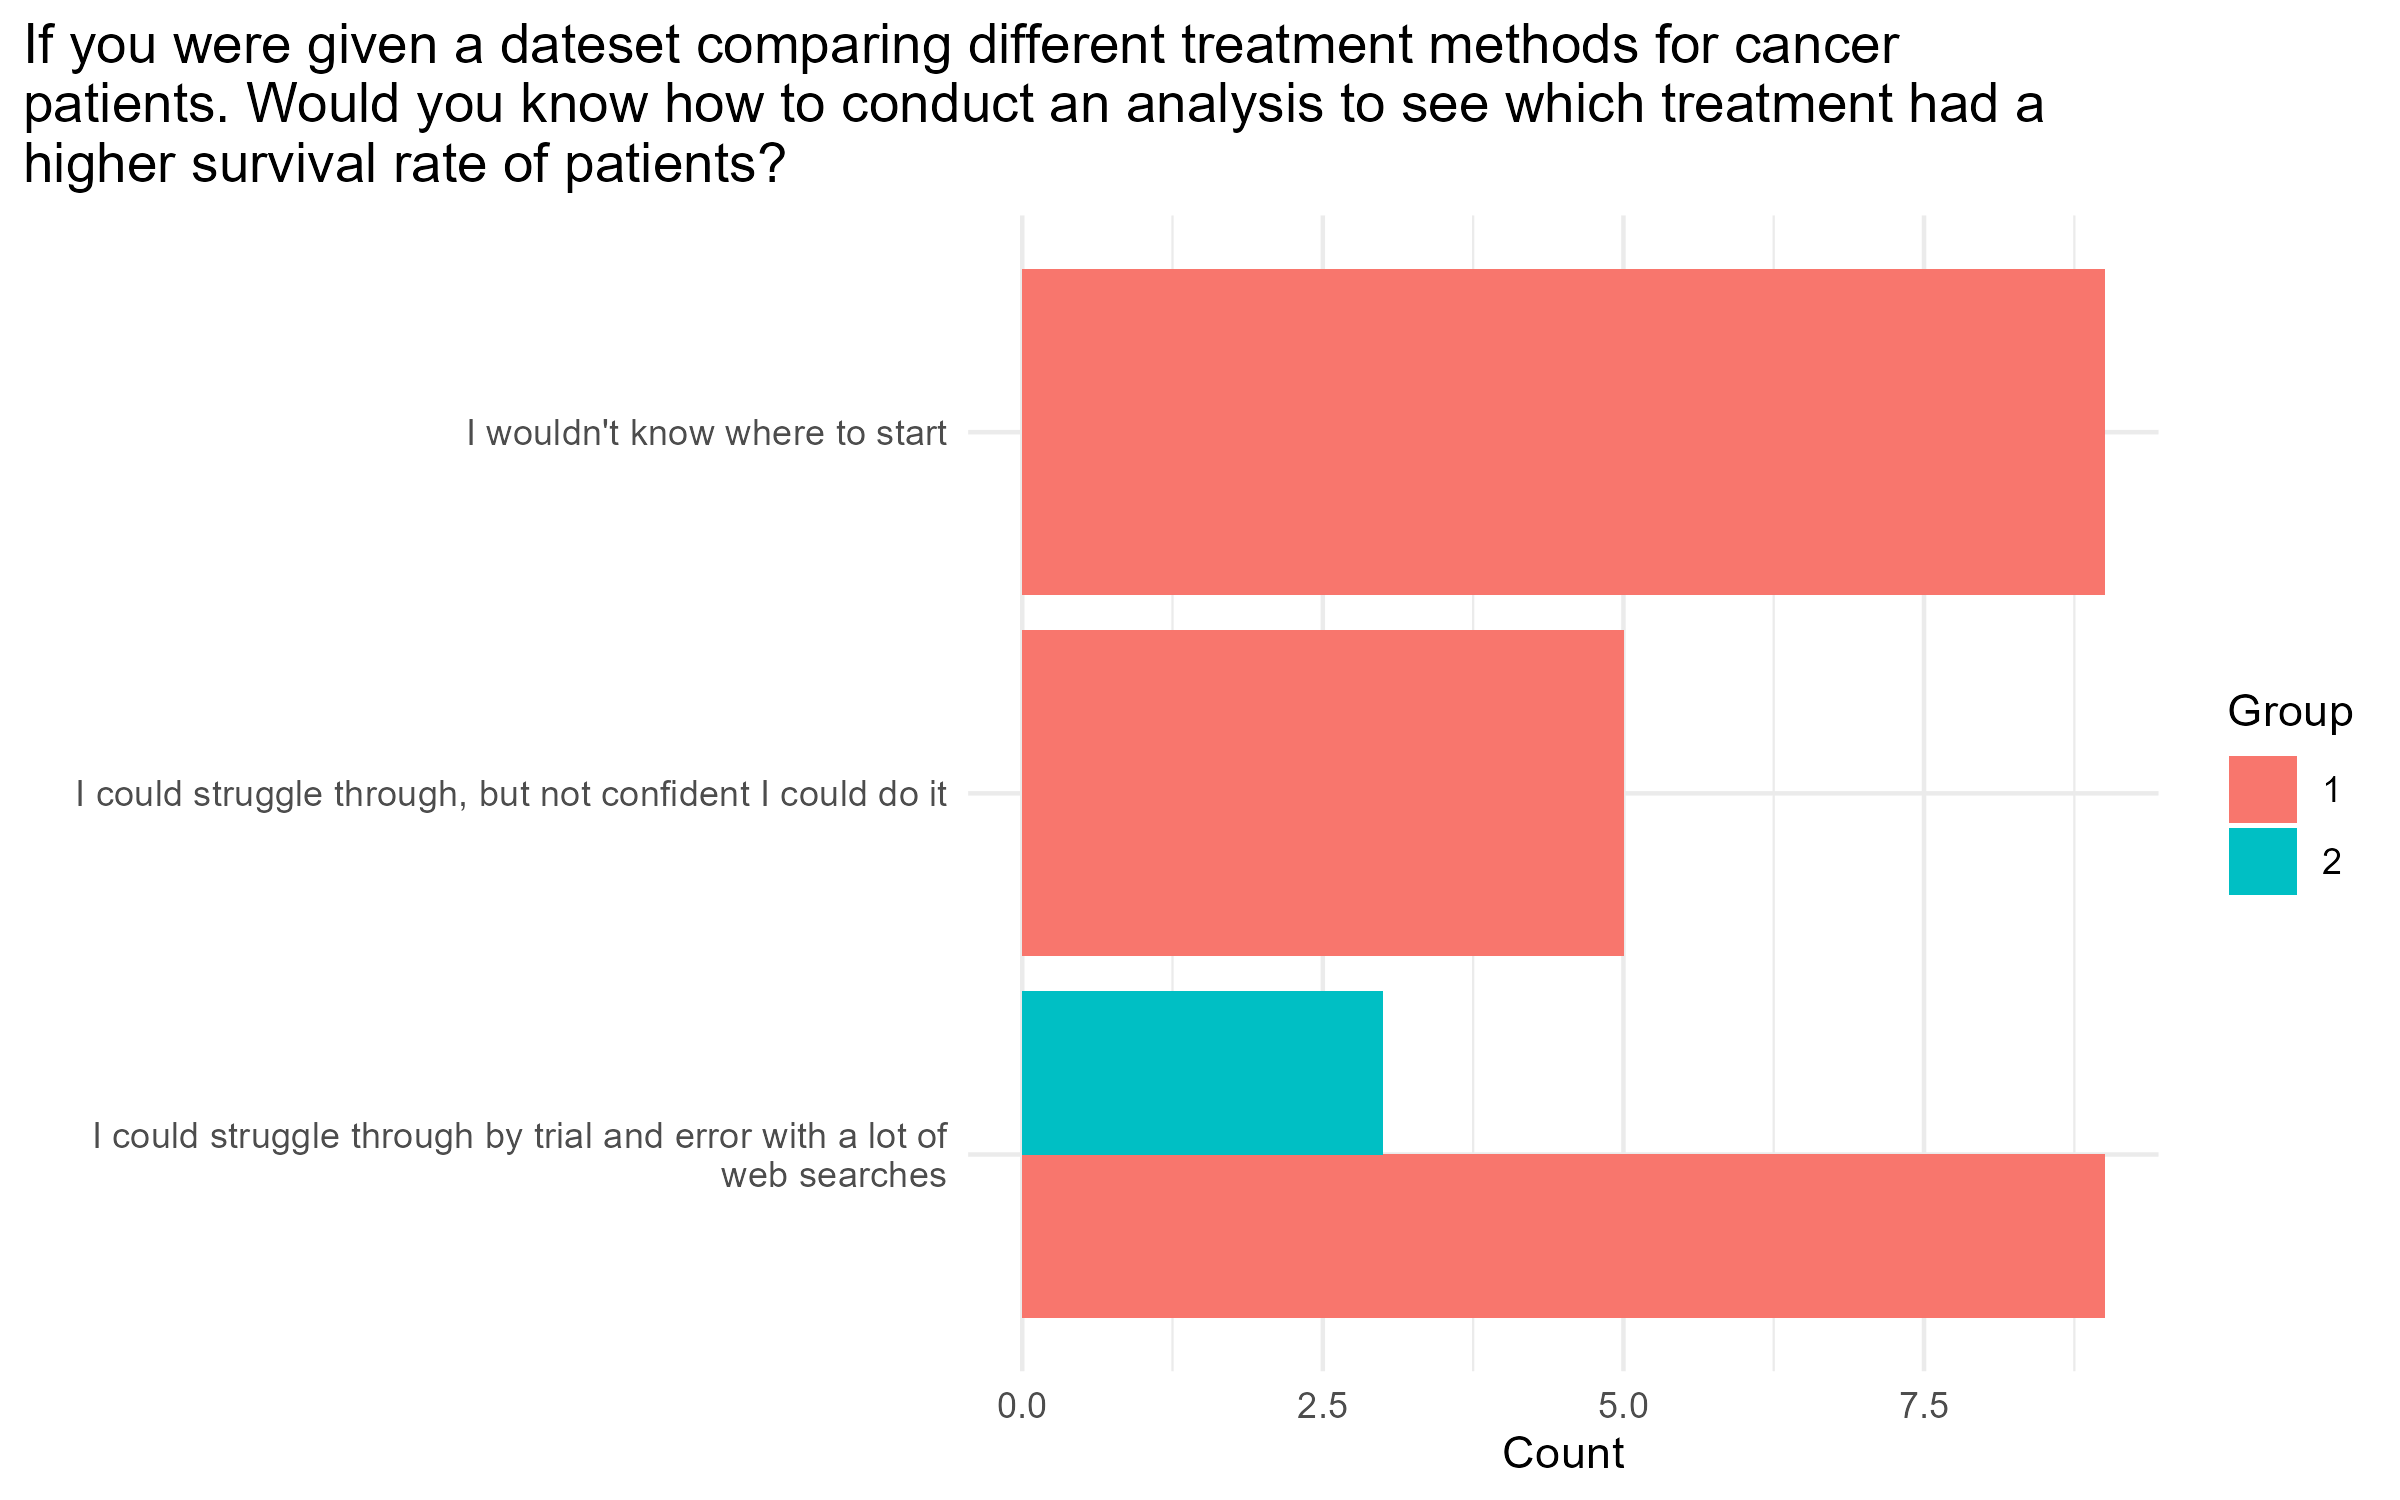 If you were given a dateset comparing different treatment methods for cancer
patients. Would you know how to conduct an analysis to see which treatment had a
higher survival rate of patients?
I wouldn't know where to start
I could struggle through, but not confident I could do it
I could struggle through by trial and error with a lot of
web searches
Group
1
2
0.0
2.5
5.0
7.5
Count